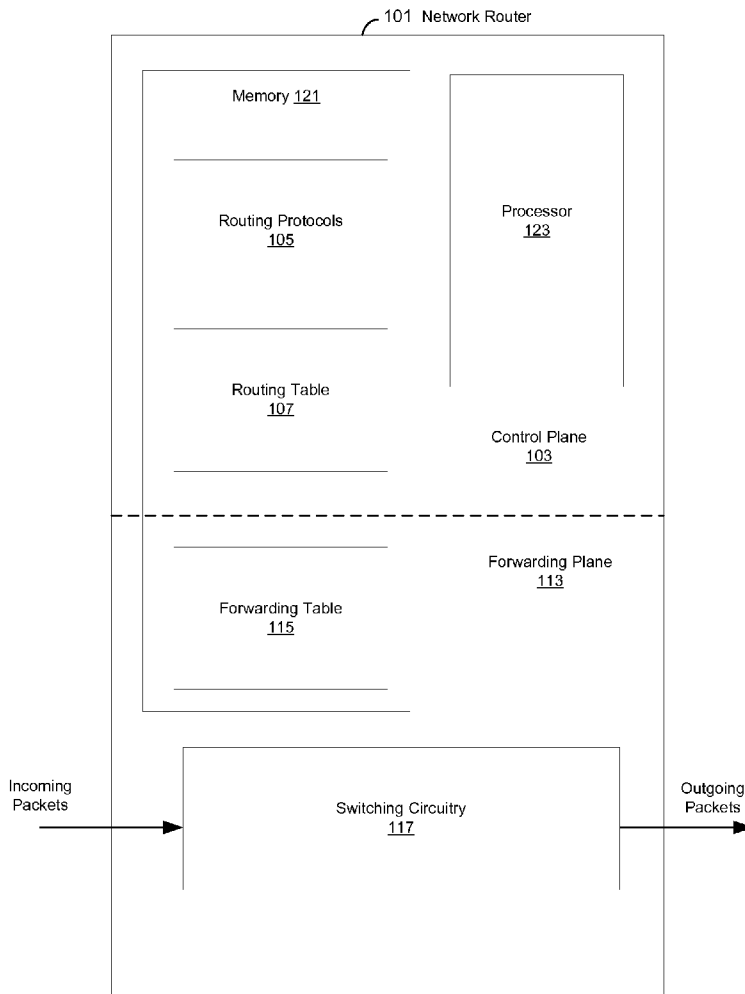 101 Network Router
Memory 121
Routing Protocols
105
Processor
123
Routing Table
107
Control Plane
103
Forwarding Plane
113
Forwarding Table
115
Incoming
Packets
Switching Circuitry
117
Outgoing
Packets